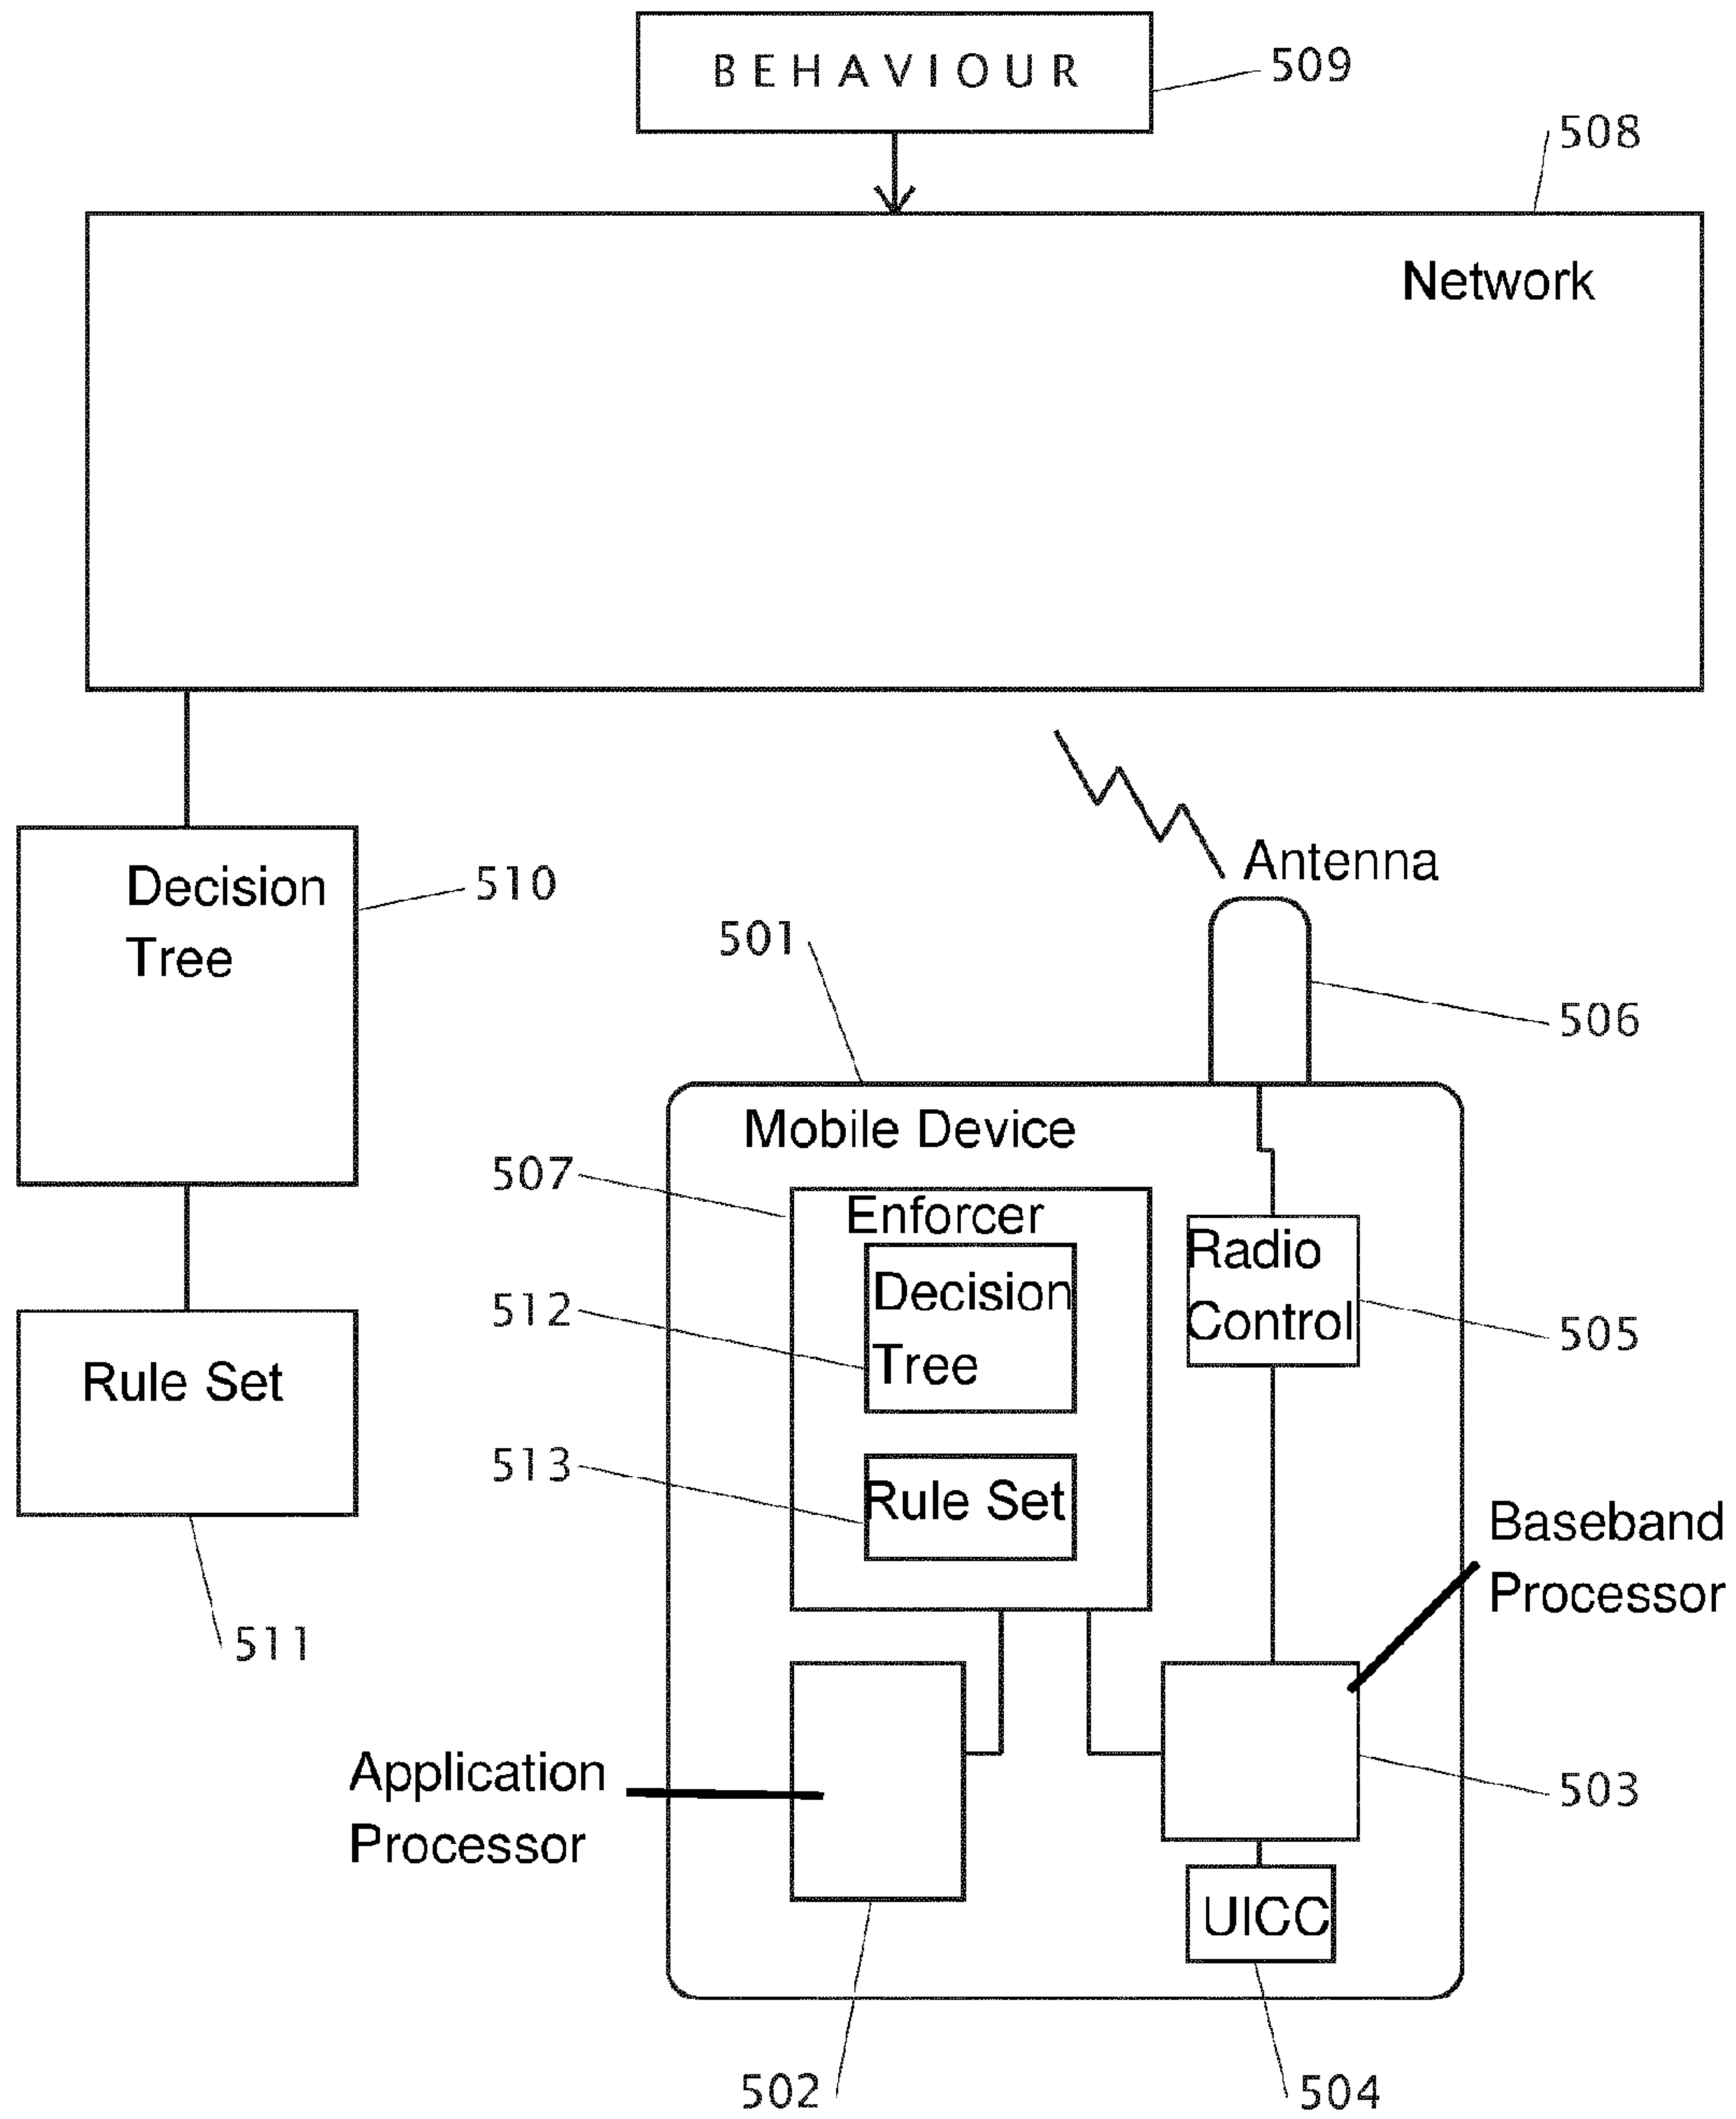 BEHAVIOUR
509
508
Network
Decision
Tree
510
Antenna
501
506
Mobile Device
507
Enforcer
Decision
Tree
512
Radio
Control
505
Rule Set
513
Rule Set
511
Baseband
Processor
Application
Processor
503
UICC
502
504